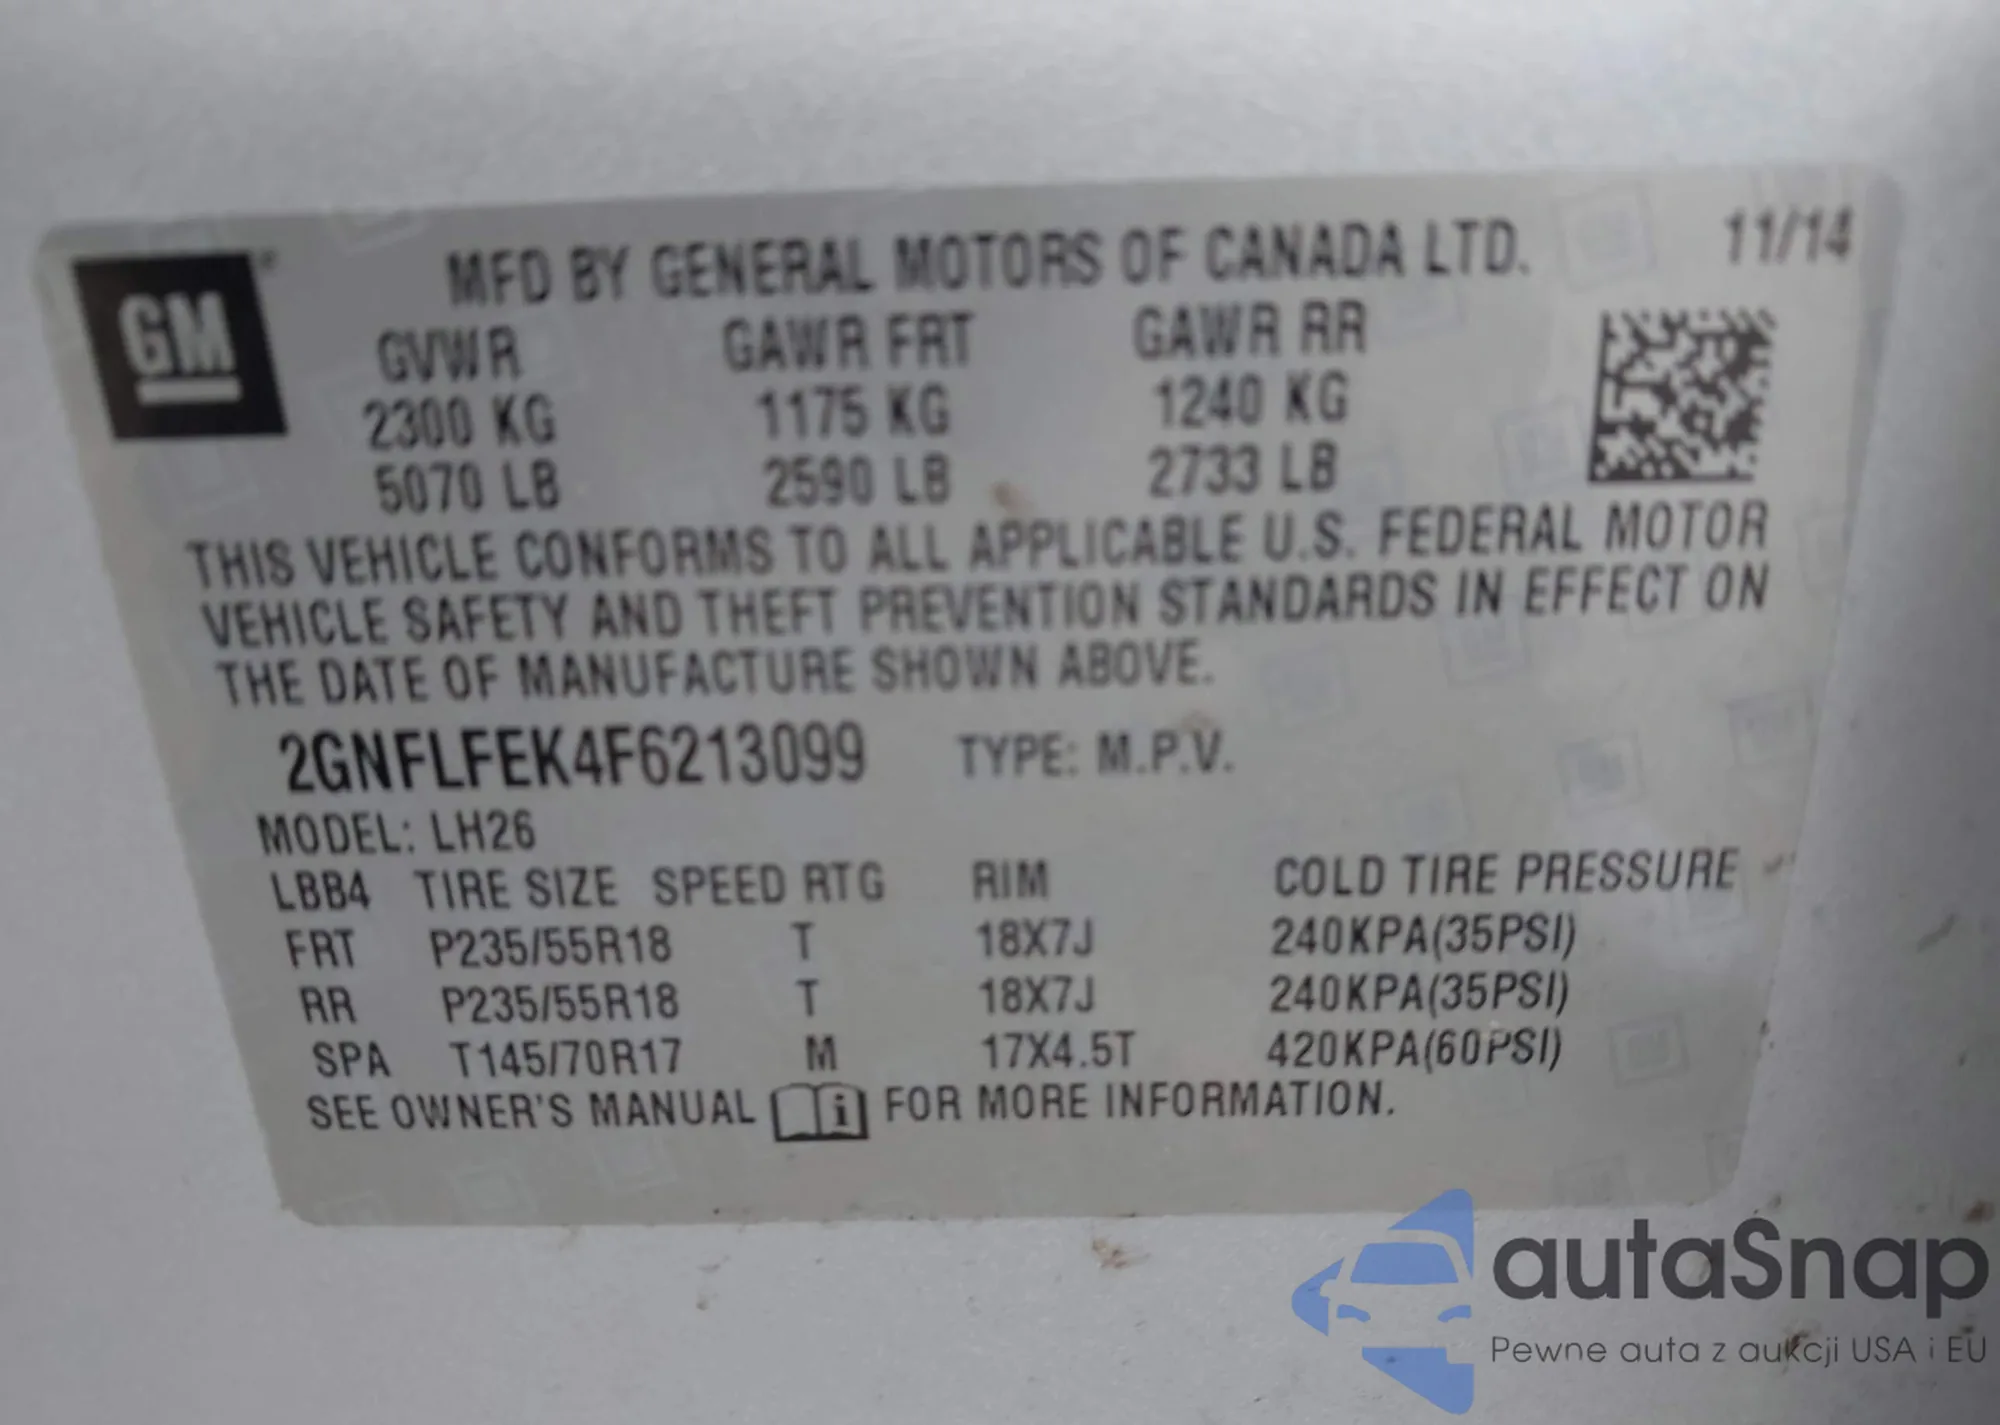 GM
MFD BY GENERAL MOTORS OF CANADA LTD. 11/14
GVWR GAWR FRT GAWR RR
2300 KG 1175 KG 1240 KG
5070 LB 2590 LB 2733 LB
THIS VEHICLE CONFORMS TO ALL APPLICABLE U.S. FEDERAL MOTOR
VEHICLE SAFETY AND THEFT PREVENTION STANDARDS IN EFFECT ON
THE DATE OF MANUFACTURE SHOWN ABOVE.
2GNFLFEK4F6213099 TYPE: M.P.V.
MODEL: LH26
LBB4 TIRE SIZE SPEED RTG RIM COLD TIRE PRESSURE
FRT P235/55R18 T 18X7J 240KPA(35PSI)
RR P235/55R18 T 18X7J 240KPA(35PSI)
SPA T145/70R17 M 17X4.5T 420KPA(60PSI)
SEE OWNER'S MANUAL i FOR MORE INFORMATION.
autaSnap
Pewne auta z aukcji USA i EU